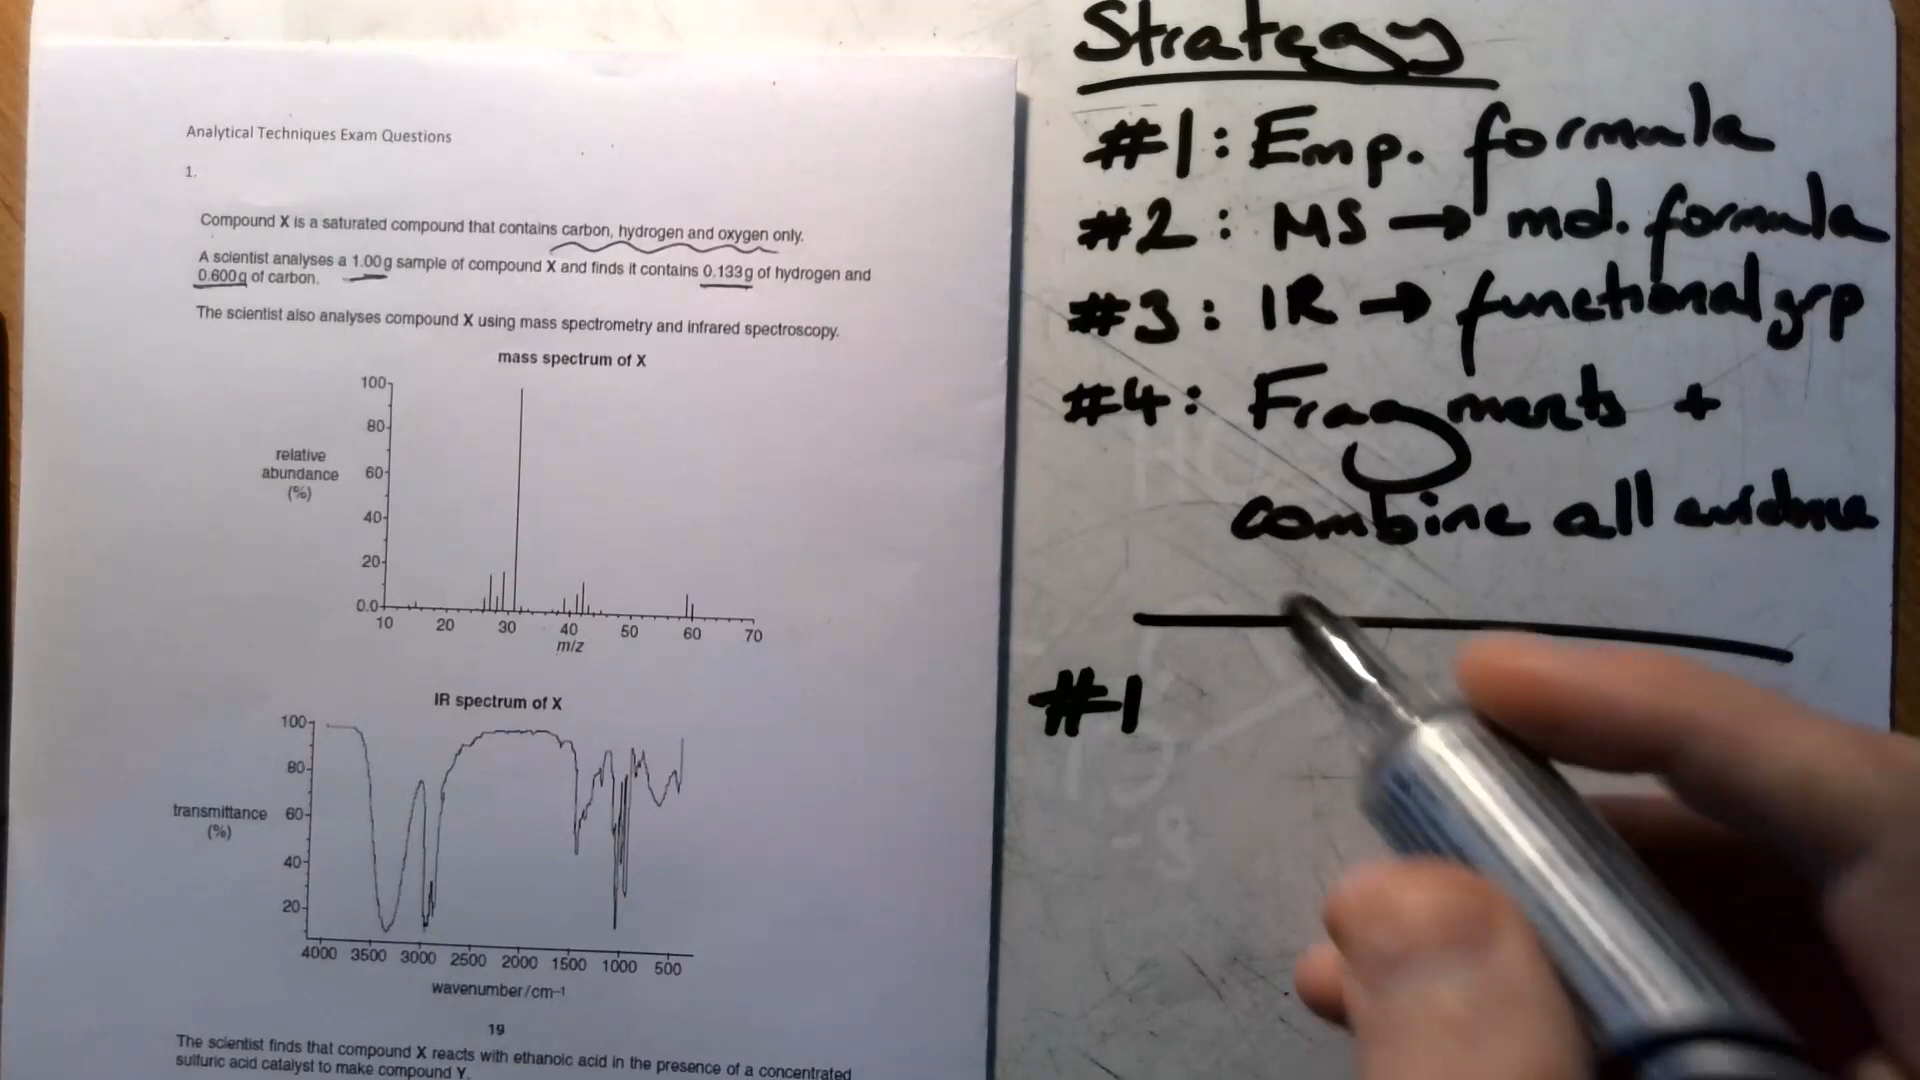 Analytical Techniques Exam Questions
1.
Compound X is a saturated compound that contains carbon, hydrogen and oxygen only.
A scientist analyses a 1.00g sample of compound X and finds it contains 0.133g of hydrogen and
0.600g of carbon.
The scientist also analyses compound X using mass spectrometry and infrared spectroscopy.
mass spectrum of X
100
80
60
40
20
0.0
relative
abundance
(%)
10 20 30 40 50 60 70
m/z
IR spectrum of X
100
80
60
40
20
transmittance
(%)
4000 3500 3000 2500 2000 1500 1000 500
wavenumber/cm–1
19
The scientist finds that compound X reacts with ethanoic acid in the presence of a concentrated
sulfuric acid catalyst to make compound Y.
Strategy
#1: Emp. formula
#2: MS → mol. formula
#3: IR → functional grp
#4: Fragments +
combine all evidence
#1